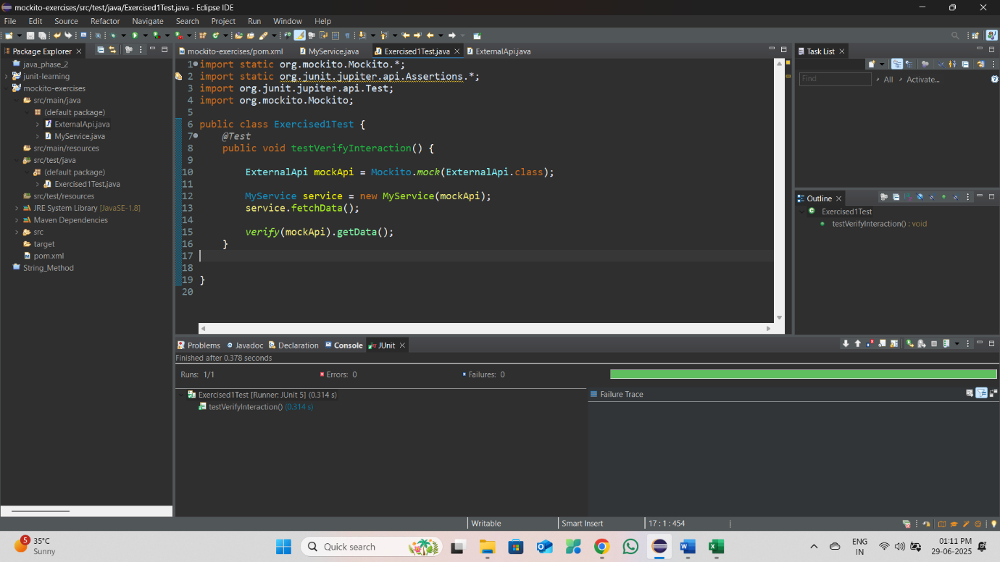 mockito-exercises/src/test/java/Exercised1Test.java - Eclipse IDE
File Edit Source Refactor Navigate Search Project Run Window Help
Package Explorer
java_phase_2
junit-learning
mockito-exercises
src/main/java
(default package)
ExternalApi.java
MyService.java
src/main/resources
src/test/java
(default package)
Exercised1Test.java
src/test/resources
JRE System Library [JavaSE-1.8]
Maven Dependencies
src
target
pom.xml
String_Method
mockito-exercises/pom.xml MyService.java Exercised1Test.java ExternalApi.java
1 import static org.mockito.Mockito.*;
2 import static org.junit.jupiter.api.Assertions.*;
3 import org.junit.jupiter.api.Test;
4 import org.mockito.Mockito;
5
6 public class Exercised1Test {
7 @Test
8 public void testVerifyInteraction() {
9
10 ExternalApi mockApi = Mockito.mock(ExternalApi.class);
11
12 MyService service = new MyService(mockApi);
13 service.fetchData();
14
15 verify(mockApi).getData();
16 }
17
18
19 }
20
Task List
Find All Activate...
Outline
Exercised1Test
testVerifyInteraction() : void
Problems Javadoc Declaration Console JUnit
Finished after 0.378 seconds
Runs: 1/1 Errors: 0 Failures: 0
Exercised1Test [Runner: JUnit 5] (0.314 s)
testVerifyInteraction() (0.314 s)
Failure Trace
Writable Smart Insert 17 : 1 : 454
5
35°C
Sunny
Quick search
ENG
IN
01:11 PM
29-06-2025